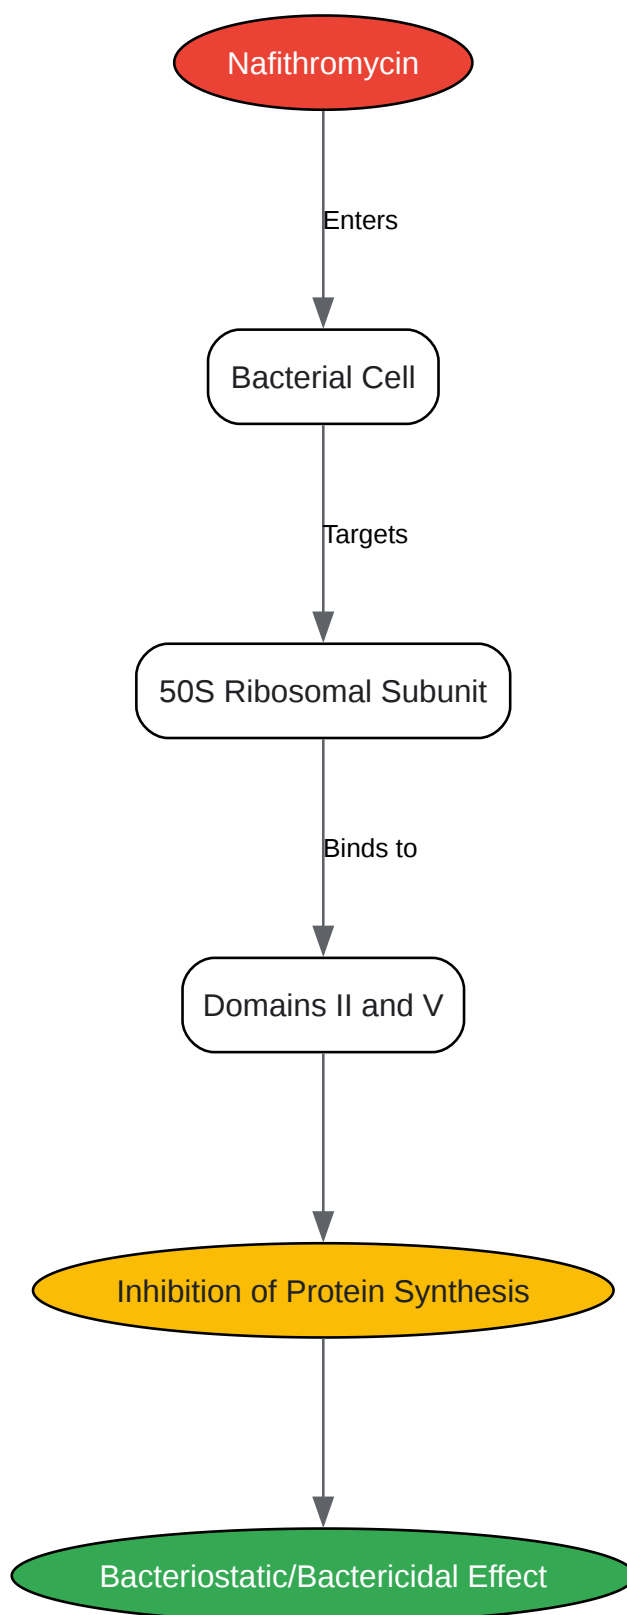 Nafithromycin
Enters
Bacterial Cell
Targets
50S Ribosomal Subunit
Binds to
Domains II and V
Inhibition of Protein Synthesis
Bacteriostatic/Bactericidal Effect